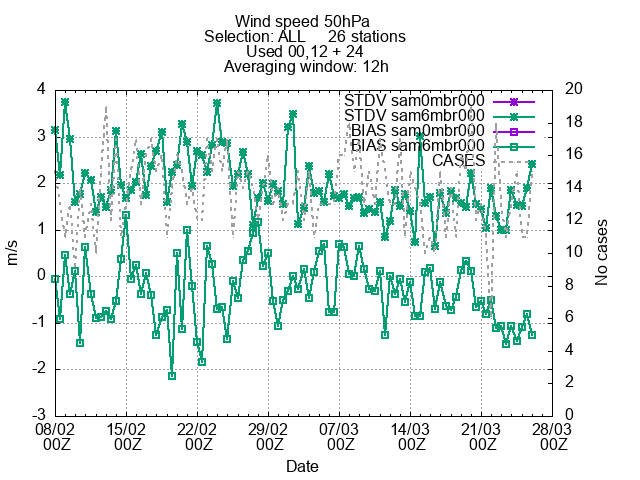 Wind speed 50hPa
Selection: ALL 26 stations
Used 00,12 + 24
Averaging window: 12h
STDV sam0mbr000
STDV sam6mbr000
BIAS sam0mbr000
BIAS sam6mbr000
CASES
4
3
2
1
0
-1
-2
-3
m/s
20
18
16
14
12
10
8
6
4
2
0
No cases
08/02 15/02 22/02 29/02 07/03 14/03 21/03 28/03
00Z 00Z 00Z 00Z 00Z 00Z 00Z 00Z
Date